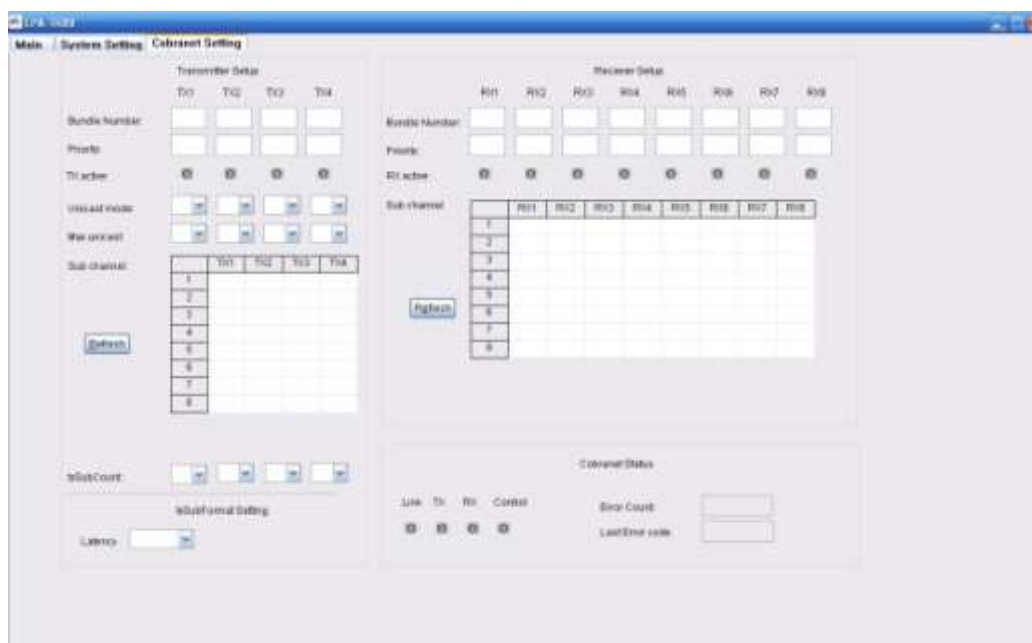 Main System Setting Cobranet Setting
Transmitter Setup
TX1 TX2 TX3 TX4
Bundle Number:
Priority:
TX active:
Unicast mode:
Max unicast:
Sub channel:
TX1 TX2 TX3 TX4
1
2
3
4
5
6
7
8
Refresh
txSubCount:
txSubFormat Setting
Latency:
Reciever Setup
RX1 RX2 RX3 RX4 RX5 RX6 RX7 RX8
Bundle Number:
Priority:
RX active:
Sub channel:
RX1 RX2 RX3 RX4 RX5 RX6 RX7 RX8
1
2
3
4
5
6
7
8
Refresh
Cobranet Status
Link TX RX Control
Error Count:
Last Error code: